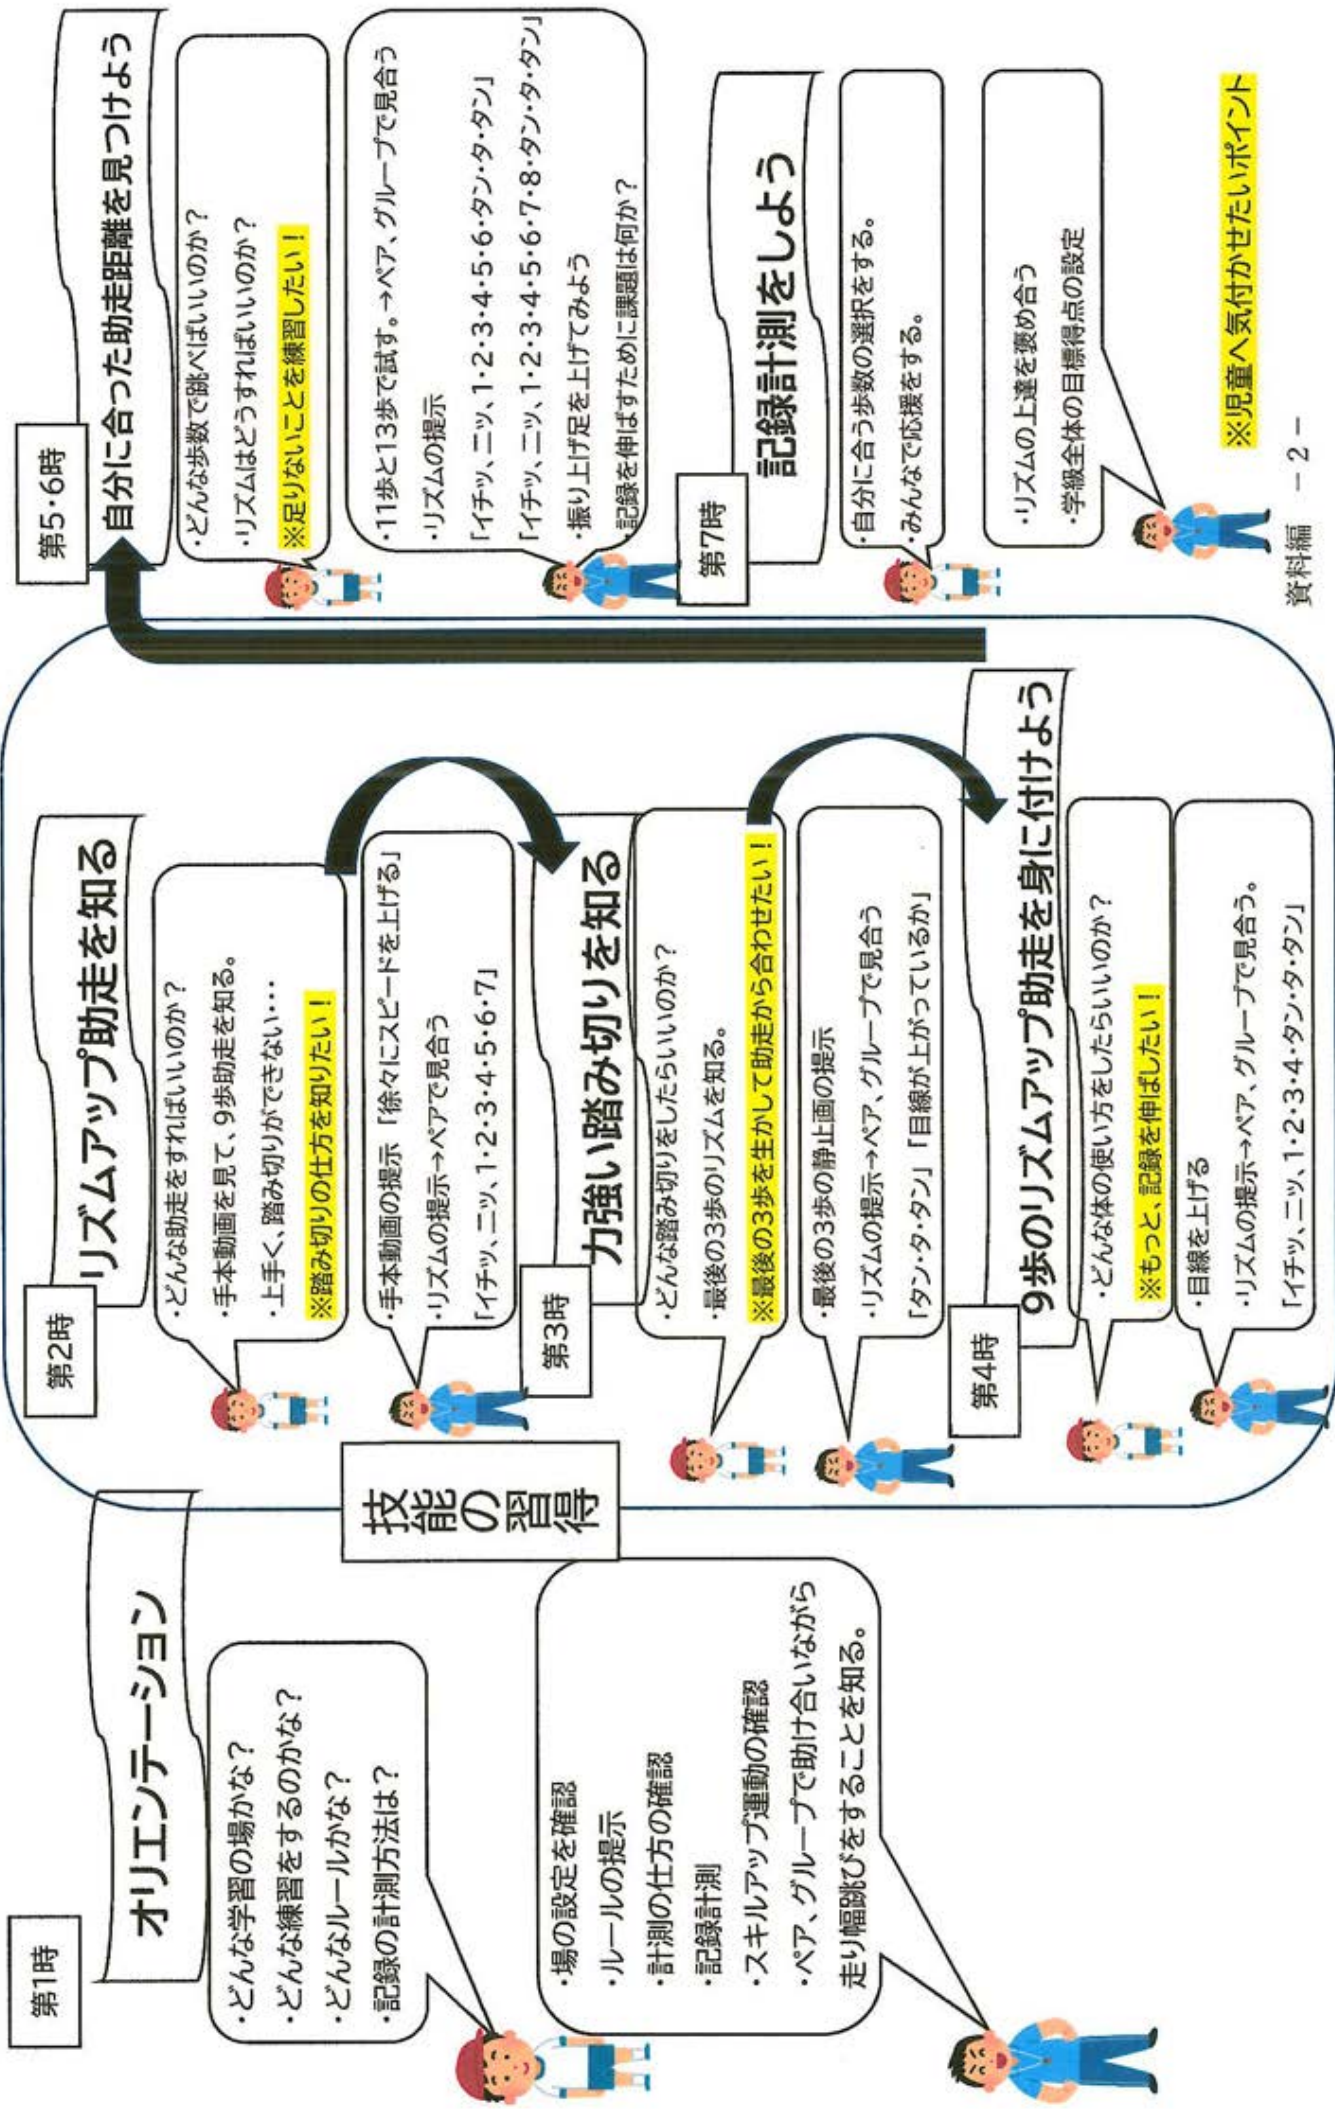 第1時
オリエンテーション
・どんな学習の場かな？
・どんな練習をするのかな？
・どんなルールかな？
・記録の計測方法は？
・場の設定を確認
・ルールの提示
・計測の仕方の確認
・記録計測
・スキルアップ運動の確認
・ペア、グループで助け合いながら
走り幅跳びをすることを知る。
技能の
習得
第2時
リズムアップ助走を知る
・どんな助走をすればいいのか？
・手本動画を見て、9歩助走を知る。
・上手く、踏み切りができない・・・
※踏み切りの仕方を知りたい！
・手本動画の提示「徐々にスピードを上げる」
・リズムの提示→ペアで見合う
「イチッ、ニッ、1・2・3・4・5・6・7」
第3時
力強い踏み切りを知る
・どんな踏み切りをしたらいいのか？
・最後の3歩のリズムを知る。
※最後の3歩を生かして助走から合わせたい！
・最後の3歩の静止画の提示
・リズムの提示→ペア、グループで見合う
「タン・タ・タン」「目線が上がっているか」
第4時
9歩のリズムアップ助走を身に付けよう
・どんな体の使い方をしたらいいのか？
※もっと、記録を伸ばしたい！
・目線を上げる
・リズムの提示→ペア、グループで見合う。
「イチッ、ニッ、1・2・3・4・タン・タ・タン」
第5・6時
自分に合った助走距離を見つけよう
・どんな歩数で跳べばいいのか？
・リズムはどうすればいいのか？
※足りないことを練習したい！
・11歩と13歩で試す。→ペア、グループで見合う
・リズムの提示
「イチッ、ニッ、1・2・3・4・5・6・タン・タ・タン」
「イチッ、ニッ、1・2・3・4・5・6・7・8・タン・タ・タン」
・振り上げ足を上げてみよう
・記録を伸ばすために課題は何か？
第7時
記録計測をしよう
・自分に合う歩数の選択をする。
・みんなで応援をする。
・リズムの上達を褒め合う
・学級全体の目標得点の設定
※児童へ気付かせたいポイント
資料編 －2－